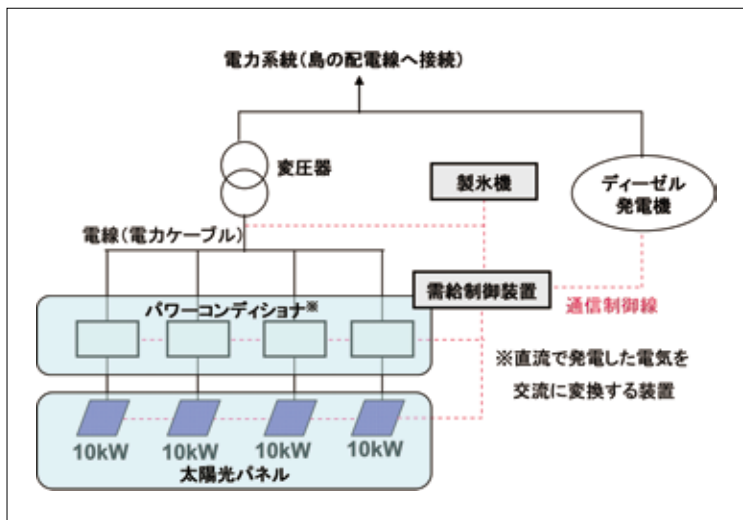 電力系統(島の配電線へ接続)
変圧器
製氷機
ディーゼル
発電機
電線(電力ケーブル)
需給制御装置
通信制御線
パワーコンディショナ※
※直流で発電した電気を
交流に変換する装置
10kW 10kW 10kW 10kW
太陽光パネル